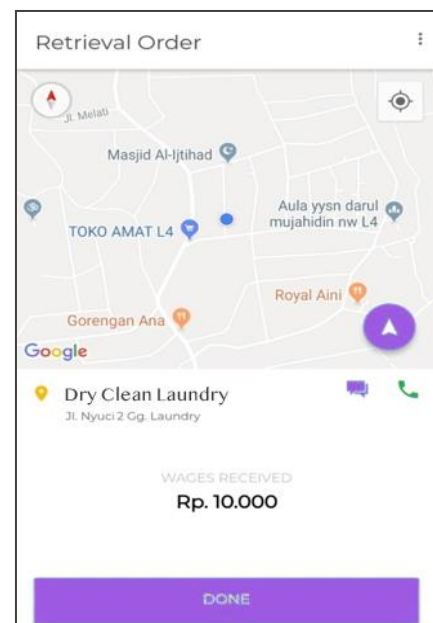 Retrieval Order
Jl. Melati
Masjid Al-Ijtihad
Aula yysn darul
mujahidin nw L4
TOKO AMAT L4
Royal Aini
Gorengan Ana
Google
Dry Clean Laundry
Jl. Nyuci 2 Gg. Laundry
WAGES RECEIVED
Rp. 10.000
DONE